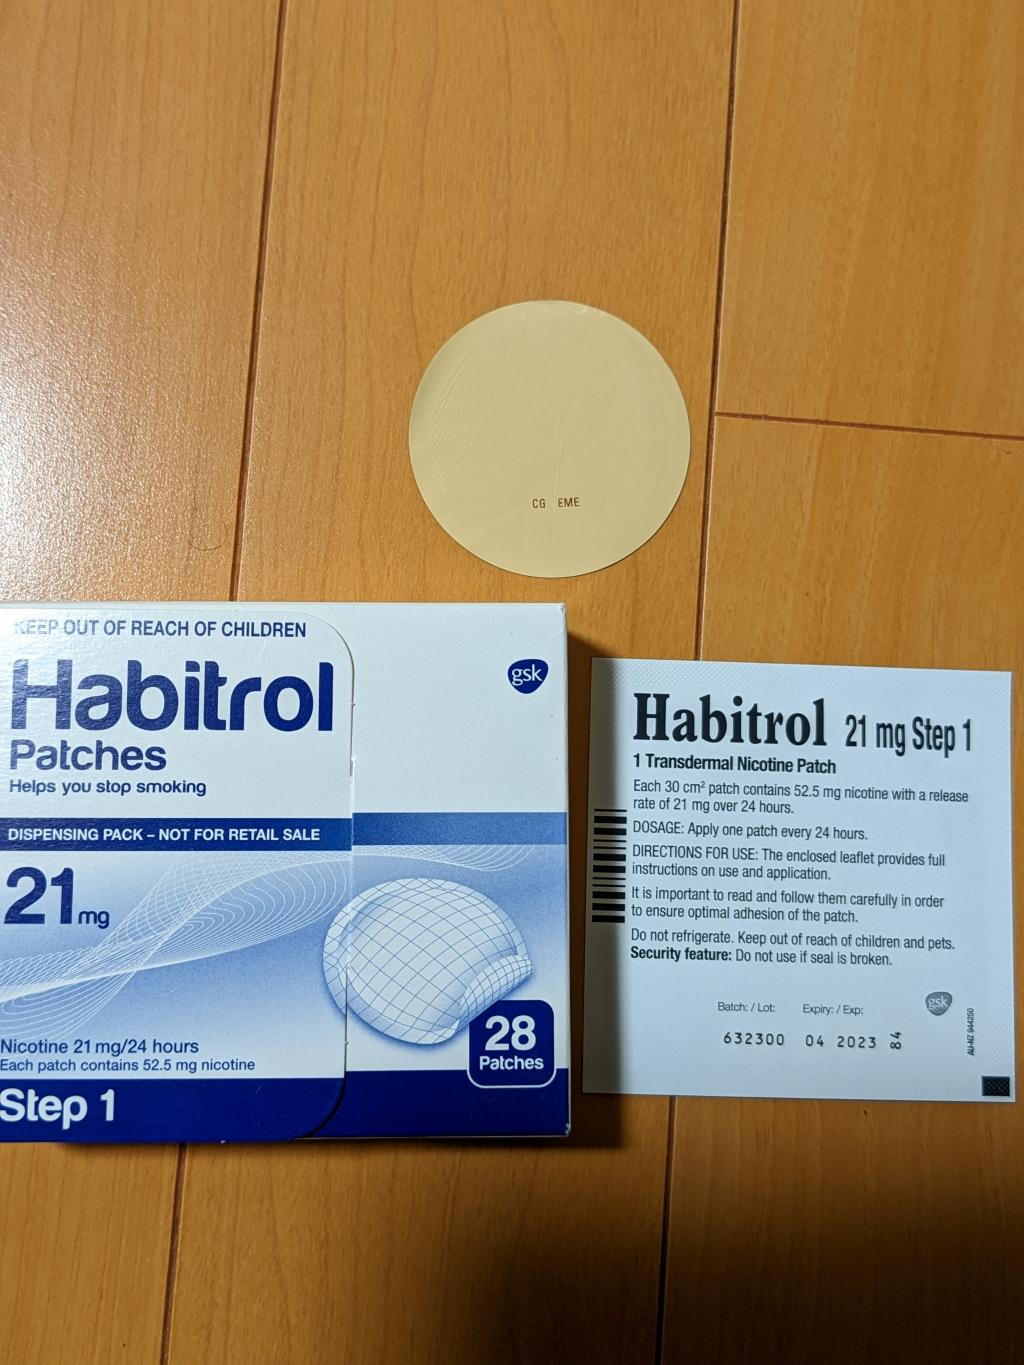 CG EME
KEEP OUT OF REACH OF CHILDREN
Habitrol
Patches
Helps you stop smoking
gsk
DISPENSING PACK – NOT FOR RETAIL SALE
21 mg
28
Patches
Nicotine 21 mg/24 hours
Each patch contains 52.5 mg nicotine
Step 1
Habitrol 21 mg Step 1
1 Transdermal Nicotine Patch
Each 30 cm² patch contains 52.5 mg nicotine with a release
rate of 21 mg over 24 hours.
DOSAGE: Apply one patch every 24 hours.
DIRECTIONS FOR USE: The enclosed leaflet provides full
instructions on use and application.
It is important to read and follow them carefully in order
to ensure optimal adhesion of the patch.
Do not refrigerate. Keep out of reach of children and pets.
Security feature: Do not use if seal is broken.
Batch: / Lot: Expiry: / Exp:
632300 04 2023 84
gsk
AU-NZ 944250